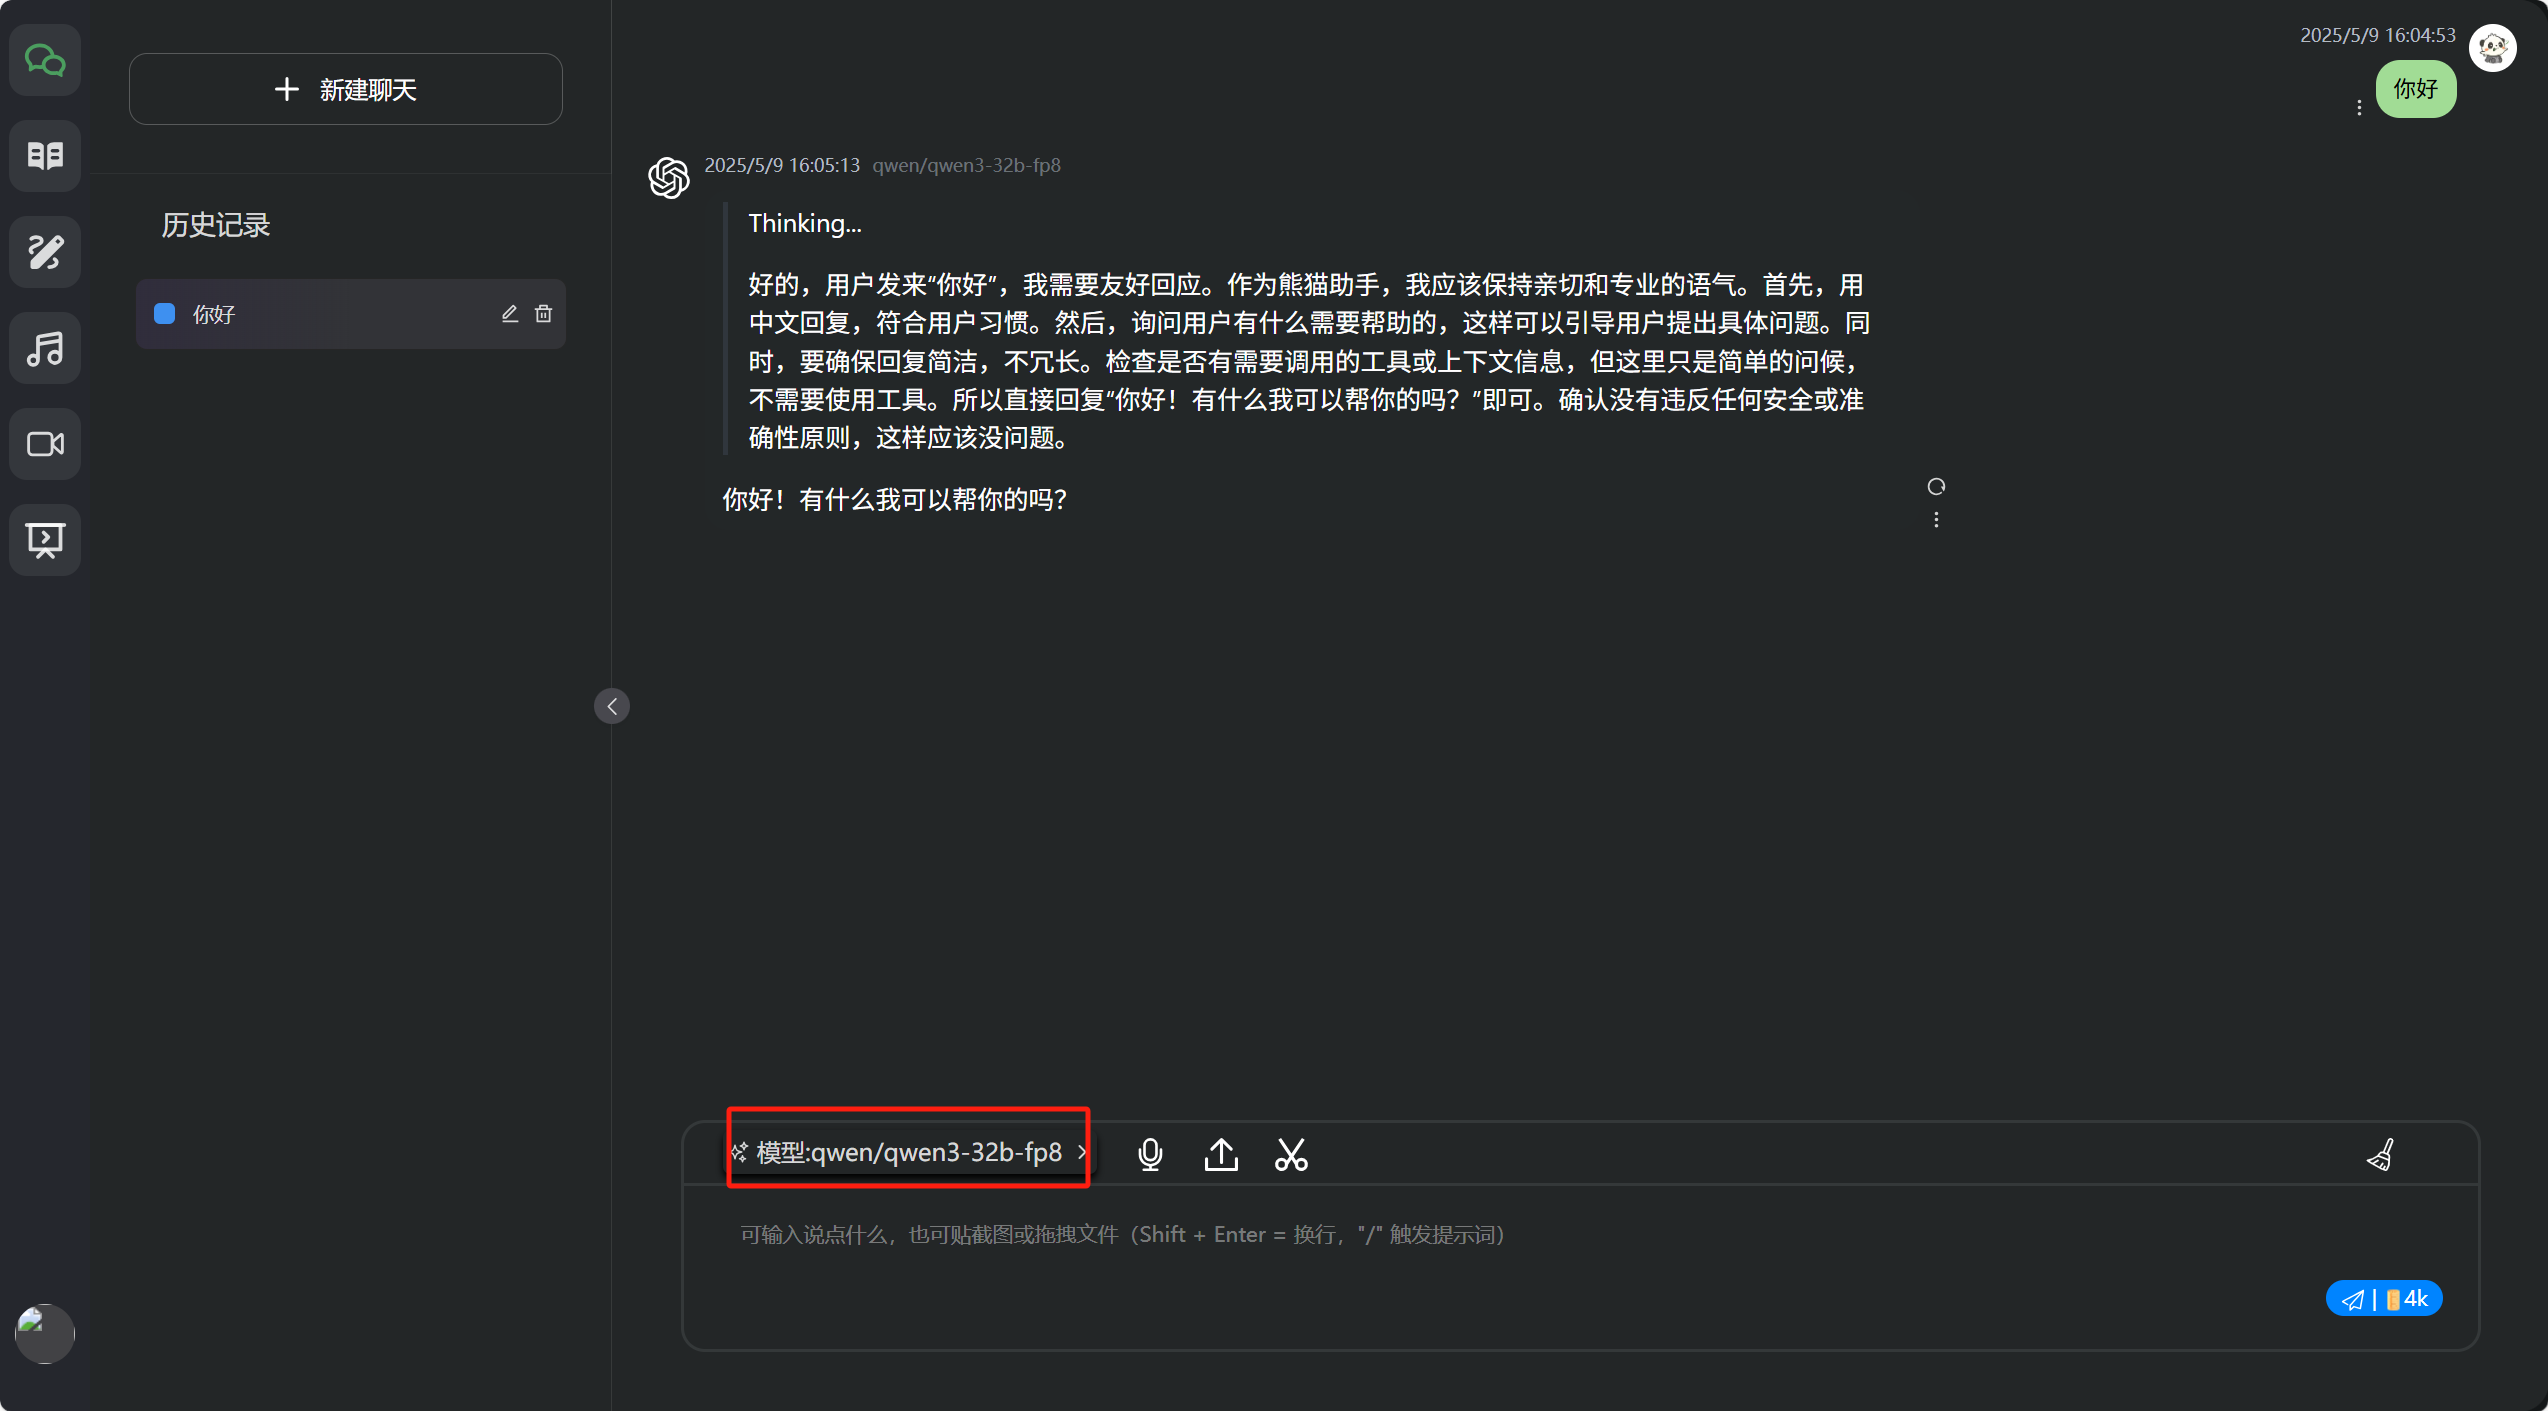 新建聊天
历史记录
你好
2025/5/9 16:04:53
你好
2025/5/9 16:05:13 qwen/qwen3-32b-fp8
Thinking...
好的，用户发来“你好”，我需要友好回应。作为熊猫助手，我应该保持亲切和专业的语气。首先，用
中文回复，符合用户习惯。然后，询问用户有什么需要帮助的，这样可以引导用户提出具体问题。同
时，要确保回复简洁，不冗长。检查是否有需要调用的工具或上下文信息，但这里只是简单的问候，
不需要使用工具。所以直接回复“你好！有什么我可以帮你的吗？”即可。确认没有违反任何安全或准
确性原则，这样应该没问题。
你好！有什么我可以帮你的吗？
模型:qwen/qwen3-32b-fp8
可输入说点什么，也可贴截图或拖拽文件（Shift + Enter = 换行，"/" 触发提示词）
| 4k